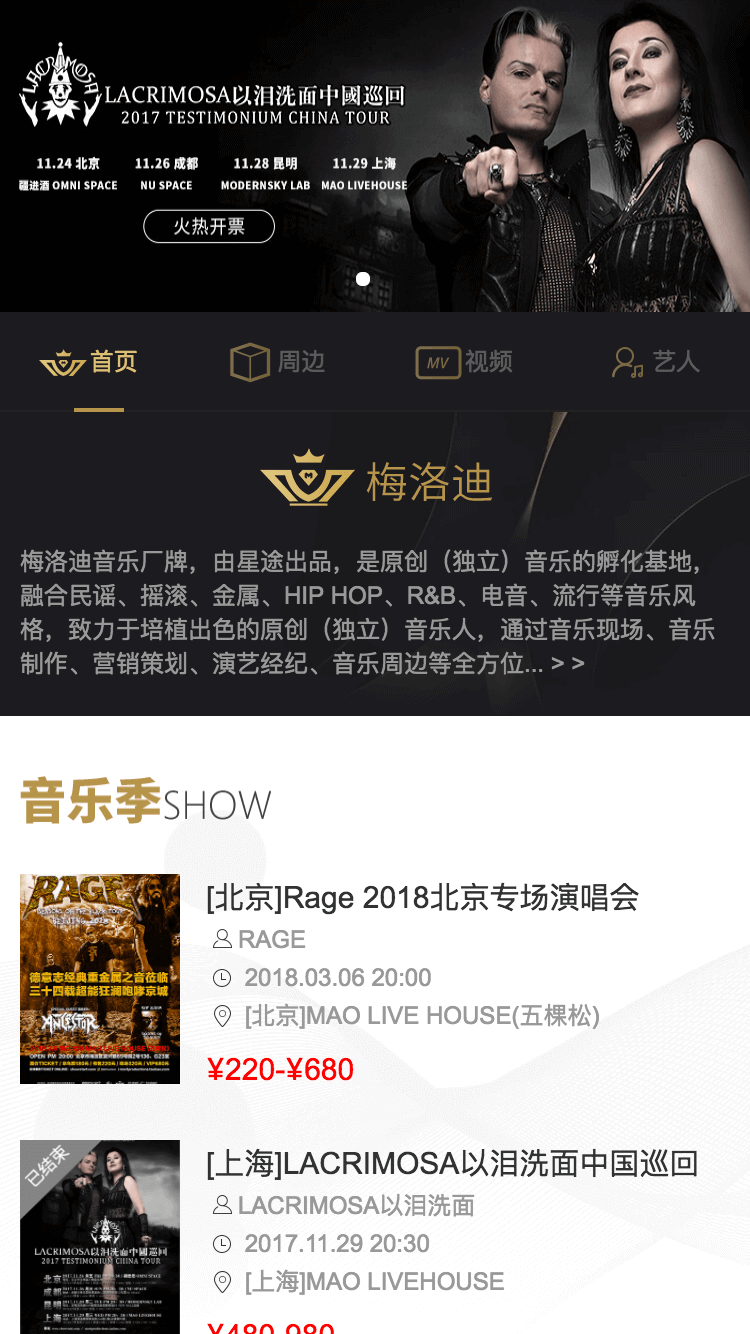 LACRIMOSA
LACRIMOSA以泪洗面中國巡回
2017 TESTIMONIUM CHINA TOUR
11.24 北京 11.26 成都 11.28 昆明 11.29 上海
疆进酒 OMNI SPACE NU SPACE MODERNSKY LAB MAO LIVEHOUSE
火热开票
首页 周边 MV 视频 艺人
M 梅洛迪
梅洛迪音乐厂牌，由星途出品，是原创（独立）音乐的孵化基地，
融合民谣、摇滚、金属、HIP HOP、R&B、电音、流行等音乐风
格，致力于培植出色的原创（独立）音乐人，通过音乐现场、音乐
制作、营销策划、演艺经纪、音乐周边等全方位... > >
音乐季SHOW
RAGE
德意志经典重金属之音莅临
三十四载超能狂澜咆哮京城
ANCESTOR
[北京]Rage 2018北京专场演唱会
RAGE
2018.03.06 20:00
[北京]MAO LIVE HOUSE(五棵松)
¥220-¥680
已结束
LACRIMOSA以泪洗面中國巡回
2017 TESTIMONIUM CHINA TOUR
北京
成都
昆明
上海
[上海]LACRIMOSA以泪洗面中国巡回
LACRIMOSA以泪洗面
2017.11.29 20:30
[上海]MAO LIVEHOUSE
¥480-980